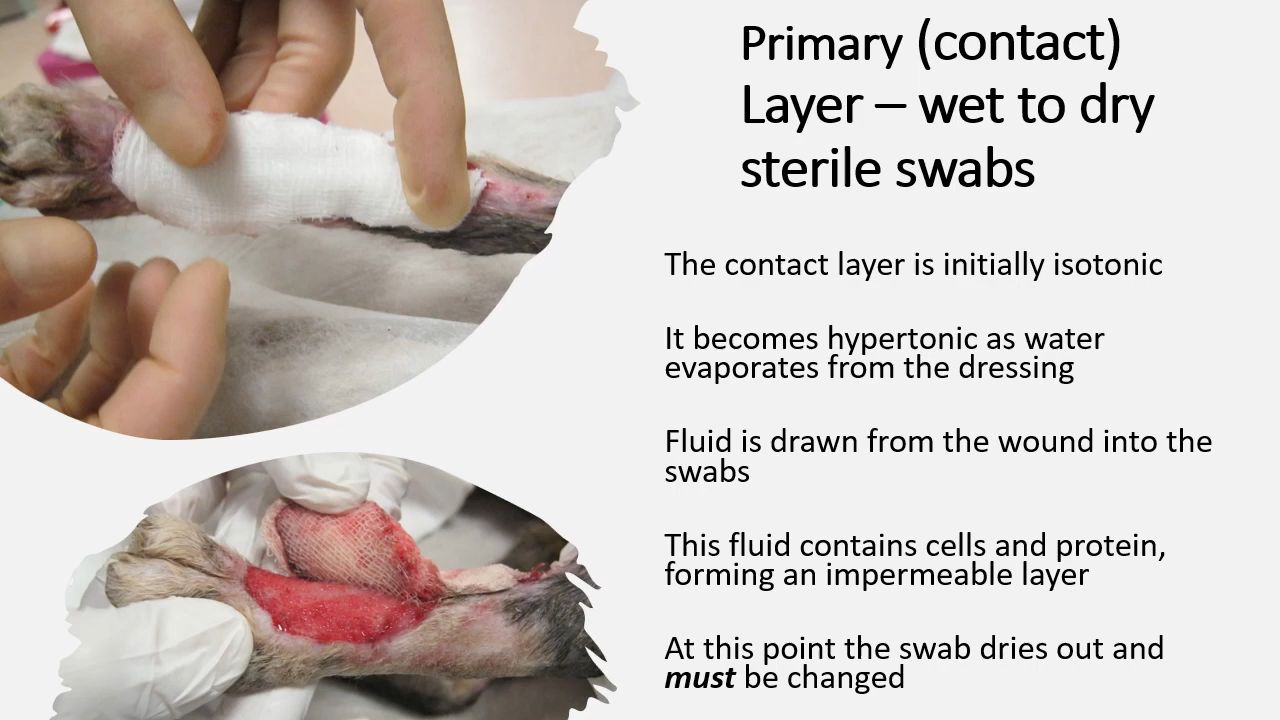 Primary (contact)
Layer – wet to dry
sterile swabs
The contact layer is initially isotonic
It becomes hypertonic as water
evaporates from the dressing
Fluid is drawn from the wound into the
swabs
This fluid contains cells and protein,
forming an impermeable layer
At this point the swab dries out and
must be changed